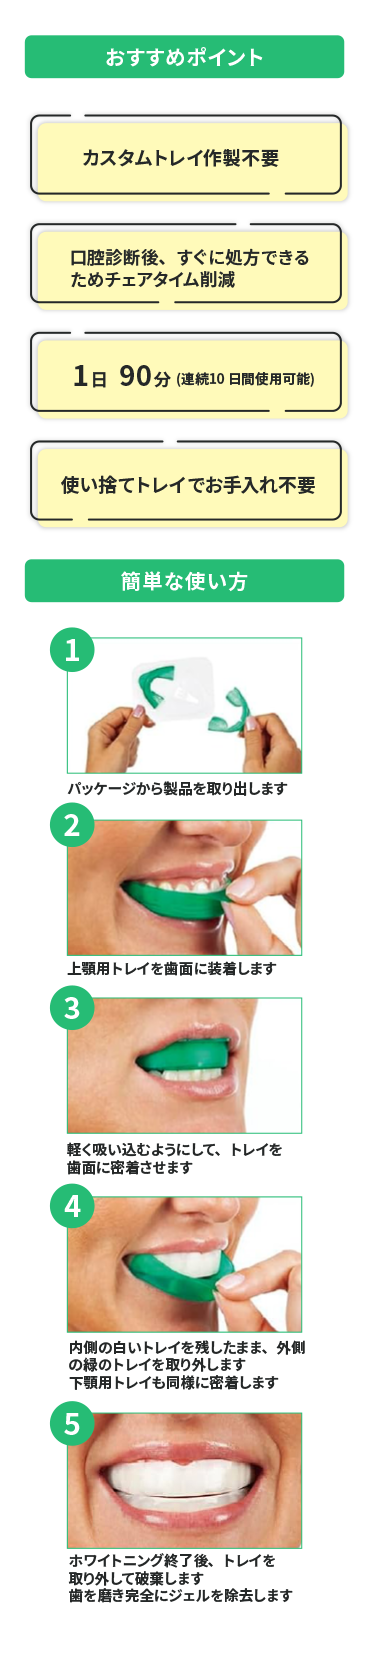 おすすめポイント
カスタムトレイ作製不要
口腔診断後、すぐに処方できる
ためチェアタイム削減
1日 90分 (連続10日間使用可能)
使い捨てトレイでお手入れ不要
簡単な使い方
1
パッケージから製品を取り出します
2
上顎用トレイを歯面に装着します
3
軽く吸い込むようにして、トレイを
歯面に密着させます
4
内側の白いトレイを残したまま、外側
の緑のトレイを取り外します
下顎用トレイも同様に密着します
5
ホワイトニング終了後、トレイを
取り外して破棄します
歯を磨き完全にジェルを除去します